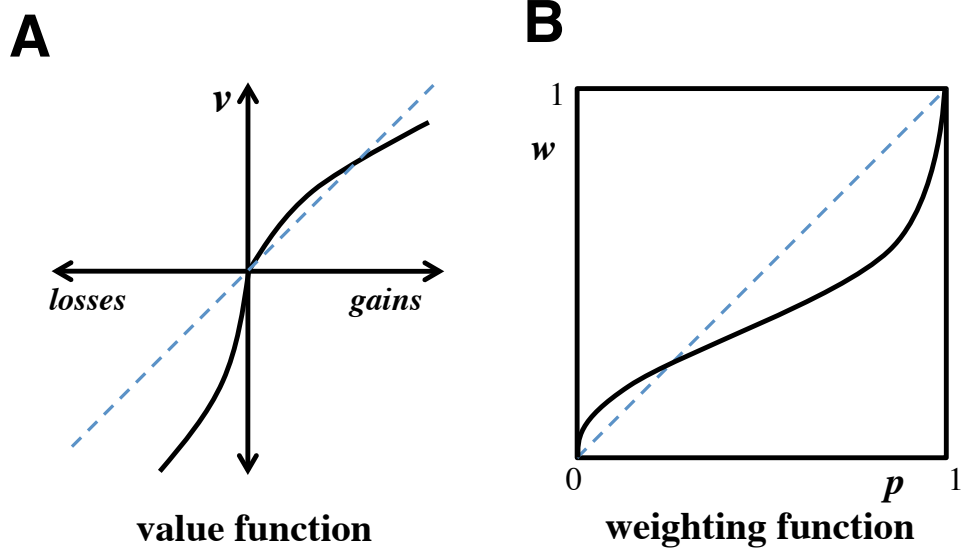 A
v
losses
gains
value function
B
1
w
0
p
1
weighting function